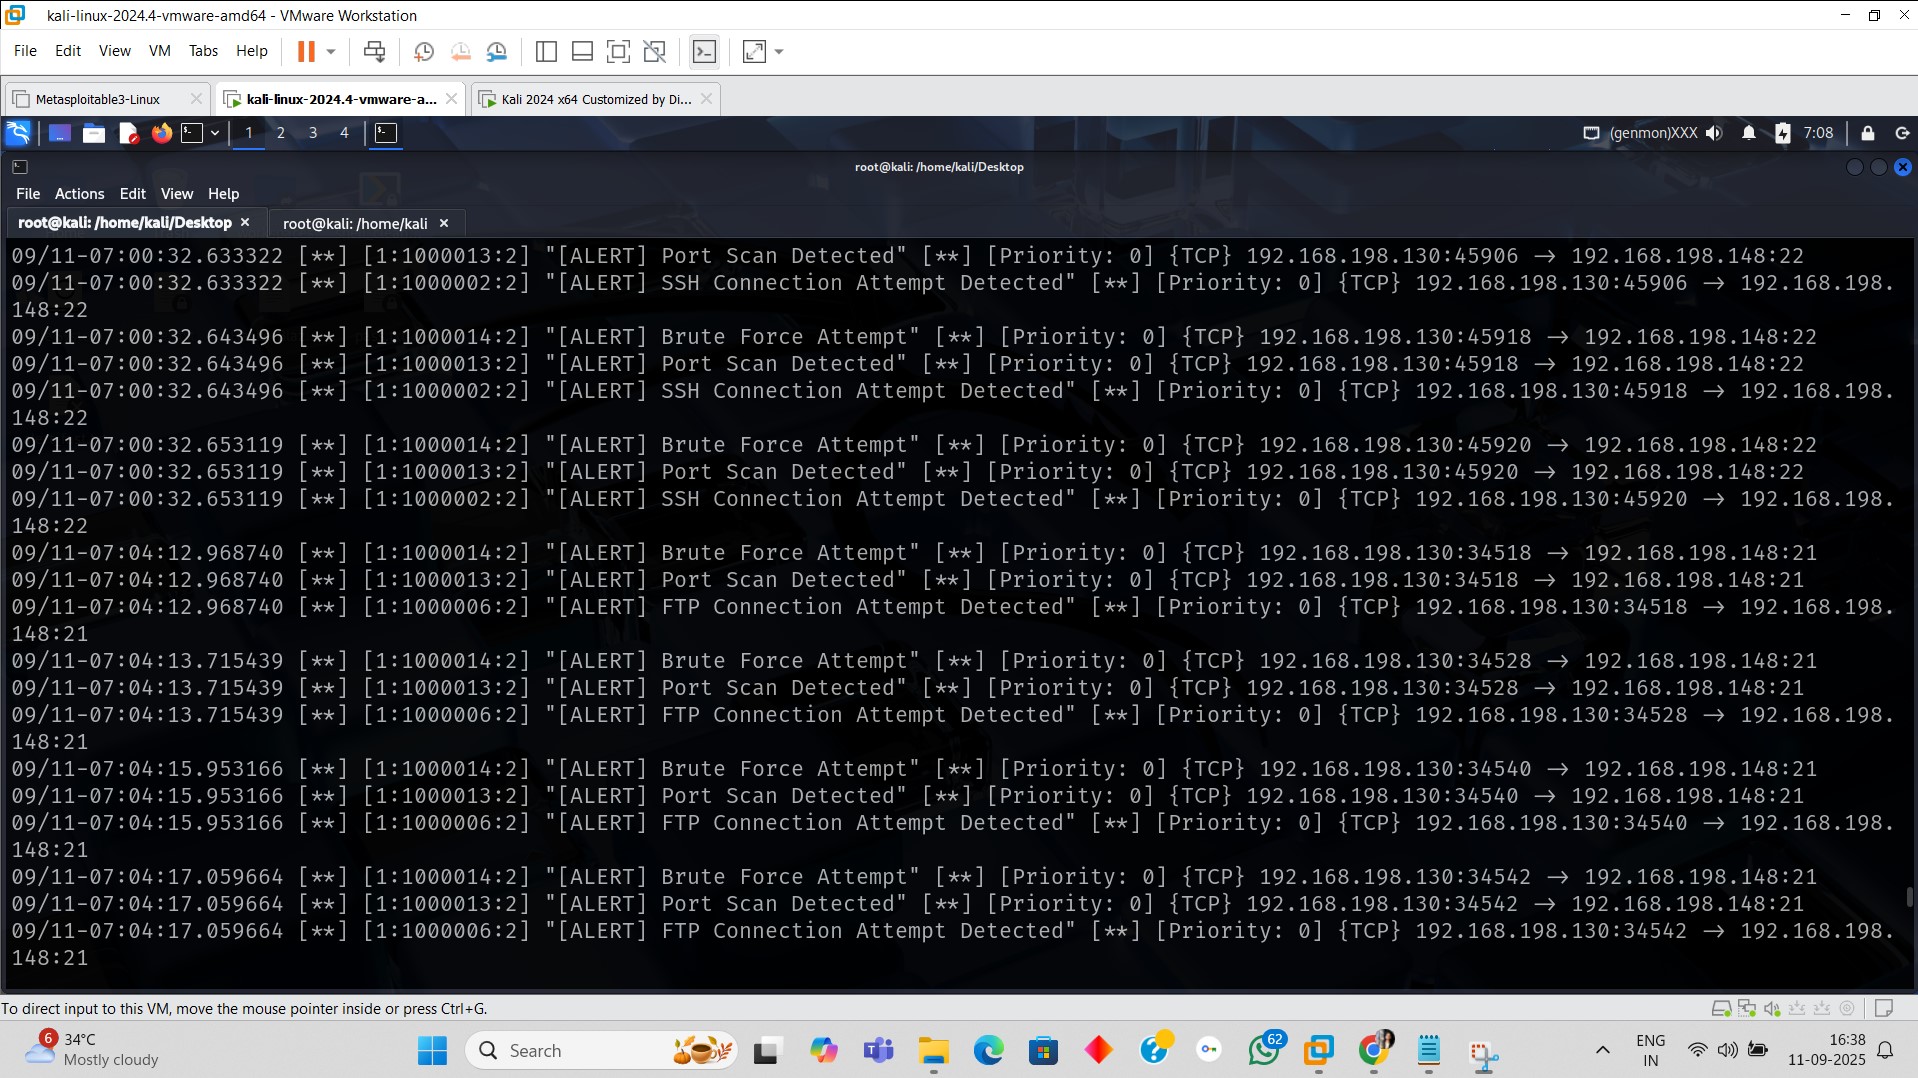 kali-linux-2024.4-vmware-amd64 - VMware Workstation
File Edit View VM Tabs Help
Metasploitable3-Linux
kali-linux-2024.4-vmware-a...
Kali 2024 x64 Customized by Di...
1 2 3 4
(genmon)XXX 7:08
root@kali: /home/kali/Desktop
File Actions Edit View Help
root@kali: /home/kali/Desktop
root@kali: /home/kali
09/11-07:00:32.633322 [**] [1:1000013:2] "[ALERT] Port Scan Detected" [**] [Priority: 0] {TCP} 192.168.198.130:45906 -> 192.168.198.148:22
09/11-07:00:32.633322 [**] [1:1000002:2] "[ALERT] SSH Connection Attempt Detected" [**] [Priority: 0] {TCP} 192.168.198.130:45906 -> 192.168.198.
148:22
09/11-07:00:32.643496 [**] [1:1000014:2] "[ALERT] Brute Force Attempt" [**] [Priority: 0] {TCP} 192.168.198.130:45918 -> 192.168.198.148:22
09/11-07:00:32.643496 [**] [1:1000013:2] "[ALERT] Port Scan Detected" [**] [Priority: 0] {TCP} 192.168.198.130:45918 -> 192.168.198.148:22
09/11-07:00:32.643496 [**] [1:1000002:2] "[ALERT] SSH Connection Attempt Detected" [**] [Priority: 0] {TCP} 192.168.198.130:45918 -> 192.168.198.
148:22
09/11-07:00:32.653119 [**] [1:1000014:2] "[ALERT] Brute Force Attempt" [**] [Priority: 0] {TCP} 192.168.198.130:45920 -> 192.168.198.148:22
09/11-07:00:32.653119 [**] [1:1000013:2] "[ALERT] Port Scan Detected" [**] [Priority: 0] {TCP} 192.168.198.130:45920 -> 192.168.198.148:22
09/11-07:00:32.653119 [**] [1:1000002:2] "[ALERT] SSH Connection Attempt Detected" [**] [Priority: 0] {TCP} 192.168.198.130:45920 -> 192.168.198.
148:22
09/11-07:04:12.968740 [**] [1:1000014:2] "[ALERT] Brute Force Attempt" [**] [Priority: 0] {TCP} 192.168.198.130:34518 -> 192.168.198.148:21
09/11-07:04:12.968740 [**] [1:1000013:2] "[ALERT] Port Scan Detected" [**] [Priority: 0] {TCP} 192.168.198.130:34518 -> 192.168.198.148:21
09/11-07:04:12.968740 [**] [1:1000006:2] "[ALERT] FTP Connection Attempt Detected" [**] [Priority: 0] {TCP} 192.168.198.130:34518 -> 192.168.198.
148:21
09/11-07:04:13.715439 [**] [1:1000014:2] "[ALERT] Brute Force Attempt" [**] [Priority: 0] {TCP} 192.168.198.130:34528 -> 192.168.198.148:21
09/11-07:04:13.715439 [**] [1:1000013:2] "[ALERT] Port Scan Detected" [**] [Priority: 0] {TCP} 192.168.198.130:34528 -> 192.168.198.148:21
09/11-07:04:13.715439 [**] [1:1000006:2] "[ALERT] FTP Connection Attempt Detected" [**] [Priority: 0] {TCP} 192.168.198.130:34528 -> 192.168.198.
148:21
09/11-07:04:15.953166 [**] [1:1000014:2] "[ALERT] Brute Force Attempt" [**] [Priority: 0] {TCP} 192.168.198.130:34540 -> 192.168.198.148:21
09/11-07:04:15.953166 [**] [1:1000013:2] "[ALERT] Port Scan Detected" [**] [Priority: 0] {TCP} 192.168.198.130:34540 -> 192.168.198.148:21
09/11-07:04:15.953166 [**] [1:1000006:2] "[ALERT] FTP Connection Attempt Detected" [**] [Priority: 0] {TCP} 192.168.198.130:34540 -> 192.168.198.
148:21
09/11-07:04:17.059664 [**] [1:1000014:2] "[ALERT] Brute Force Attempt" [**] [Priority: 0] {TCP} 192.168.198.130:34542 -> 192.168.198.148:21
09/11-07:04:17.059664 [**] [1:1000013:2] "[ALERT] Port Scan Detected" [**] [Priority: 0] {TCP} 192.168.198.130:34542 -> 192.168.198.148:21
09/11-07:04:17.059664 [**] [1:1000006:2] "[ALERT] FTP Connection Attempt Detected" [**] [Priority: 0] {TCP} 192.168.198.130:34542 -> 192.168.198.
148:21
To direct input to this VM, move the mouse pointer inside or press Ctrl+G.
6
34°C
Mostly cloudy
Search
62
ENG
IN
16:38
11-09-2025